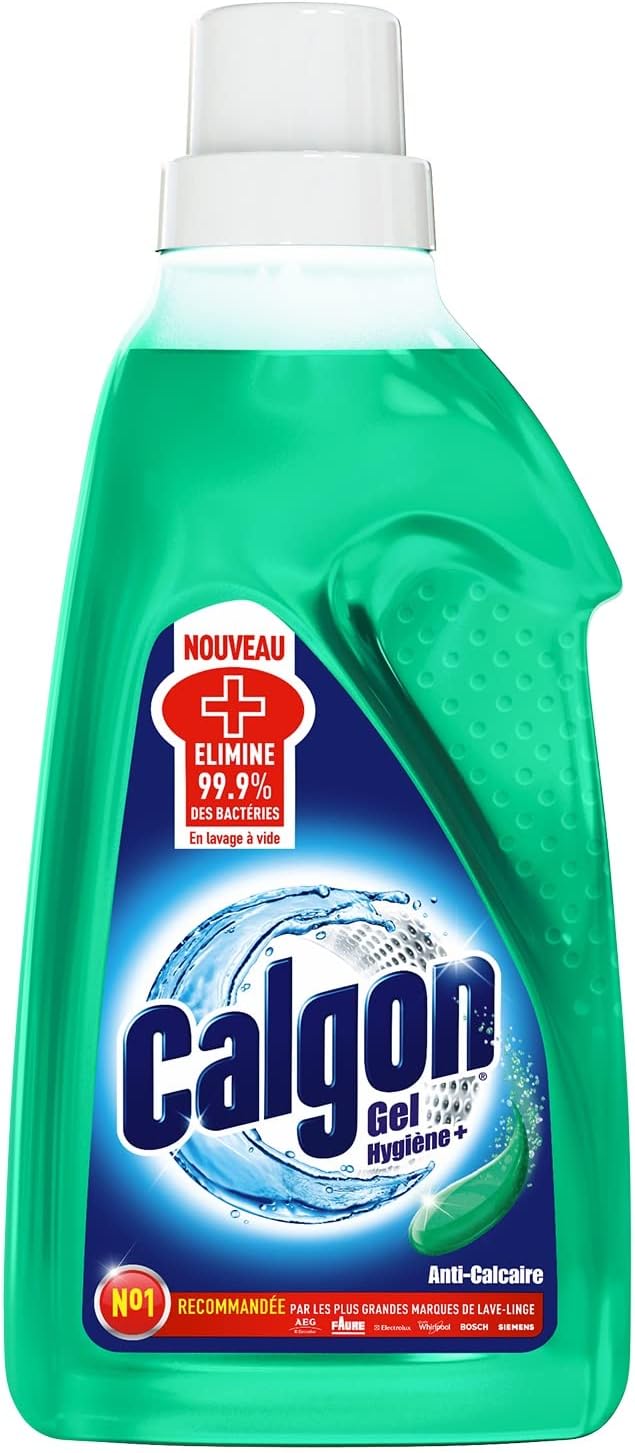 NOUVEAU
ELIMINE
99.9%
DES BACTÉRIES
En lavage à vide
Calgon®
Gel
Hygiène+
Anti-Calcaire
N°1 RECOMMANDÉE PAR LES PLUS GRANDES MARQUES DE LAVE-LINGE
AEG FAURE Electrolux Whirlpool BOSCH SIEMENS